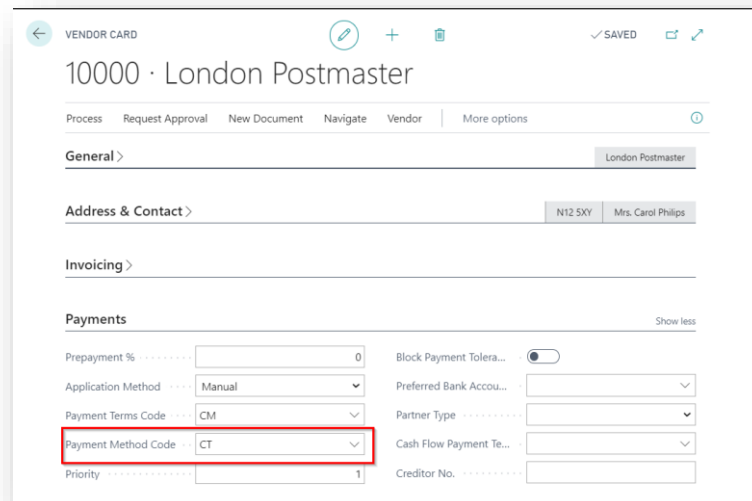 VENDOR CARD
SAVED
10000 · London Postmaster
Process Request Approval New Document Navigate Vendor More options
General London Postmaster
Address & Contact N12 5XY Mrs. Carol Philips
Invoicing
Payments Show less
Prepayment % 0 Block Payment Tolera...
Application Method Manual Preferred Bank Accou...
Payment Terms Code CM Partner Type
Payment Method Code CT Cash Flow Payment Te...
Priority 1 Creditor No.